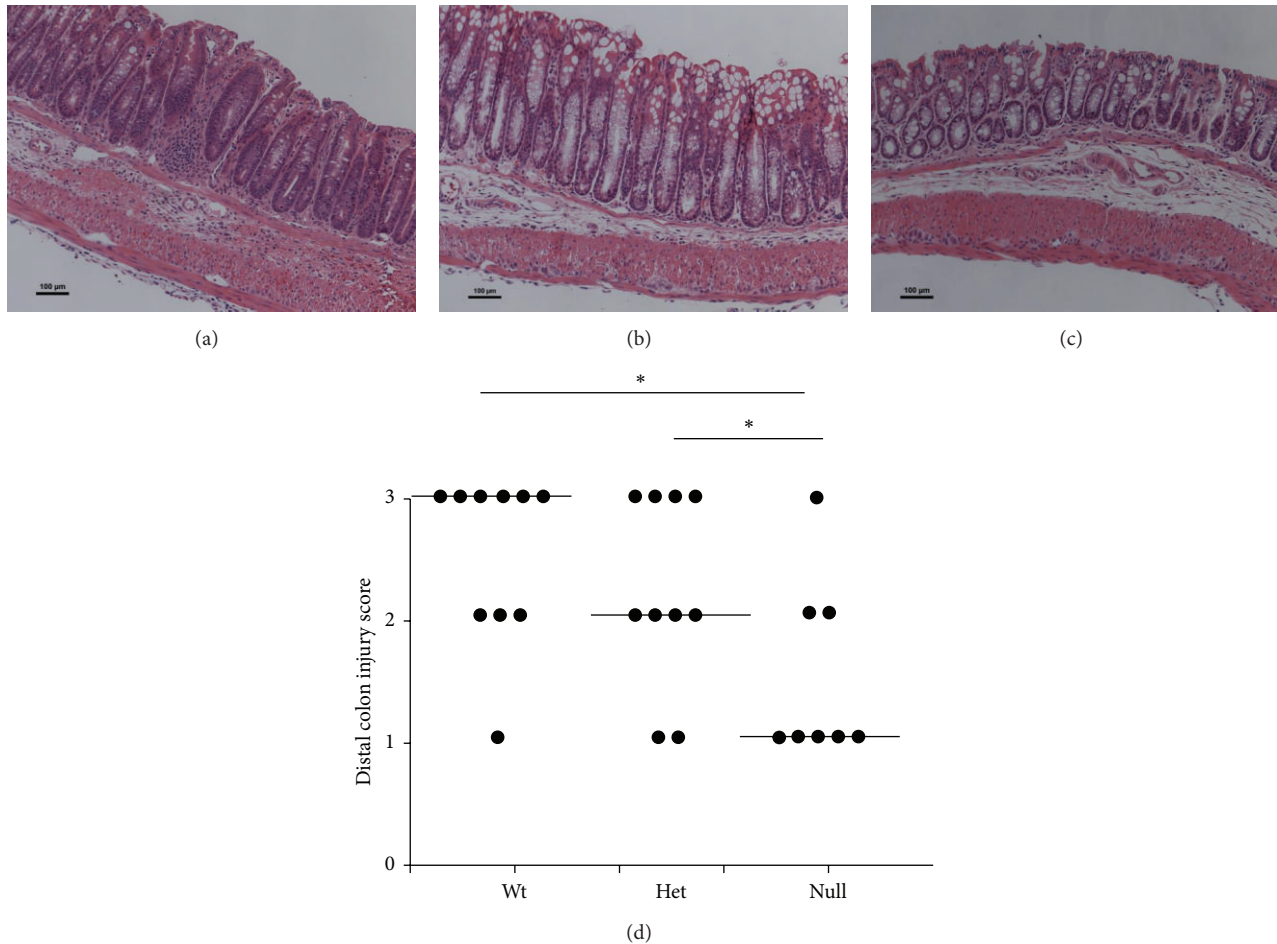 100 µm
100 µm
100 µm
(a)
(b)
(c)
*
*
3
2
1
0
Distal colon injury score
Wt
Het
Null
(d)